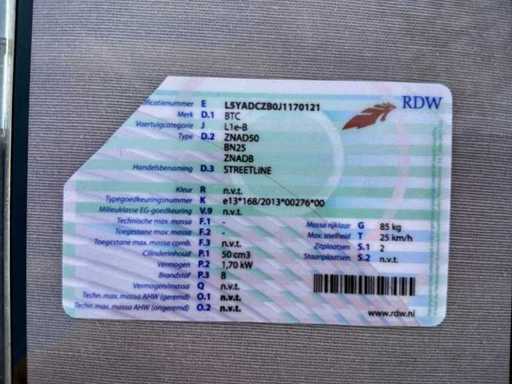 RDW
ificatienummer E L5YADCZB0J1170121
Merk D.1 BTC
Voertuigcategorie J L1e-B
Type D.2 ZNAD50
BN25
ZNADB
Handelsbenaming D.3 STREETLINE
Kleur R n.v.t.
Typegoedkeuringsnummer K e13*168/2013*00276*00
Milieuklasse EG-goedkeuring V.9 n.v.t.
Technische max. massa F.1 -
Toegestane max. massa F.2 -
Toegestane max. massa comb. F.3 n.v.t.
Cilinderinhoud P.1 50 cm3
Vermogen P.2 1,70 kW
Brandstof P.3 B
Vermogen/massa Q n.v.t.
Techn. max. massa AHW (geremd) O.1 n.v.t.
Techn. max. massa AHW (ongeremd) O.2 n.v.t.
Massa rijklaar G 85 kg
Max. snelheid T 25 km/h
Zitplaatsen S.1 2
Staanplaatsen S.2 n.v.t.
www.rdw.nl